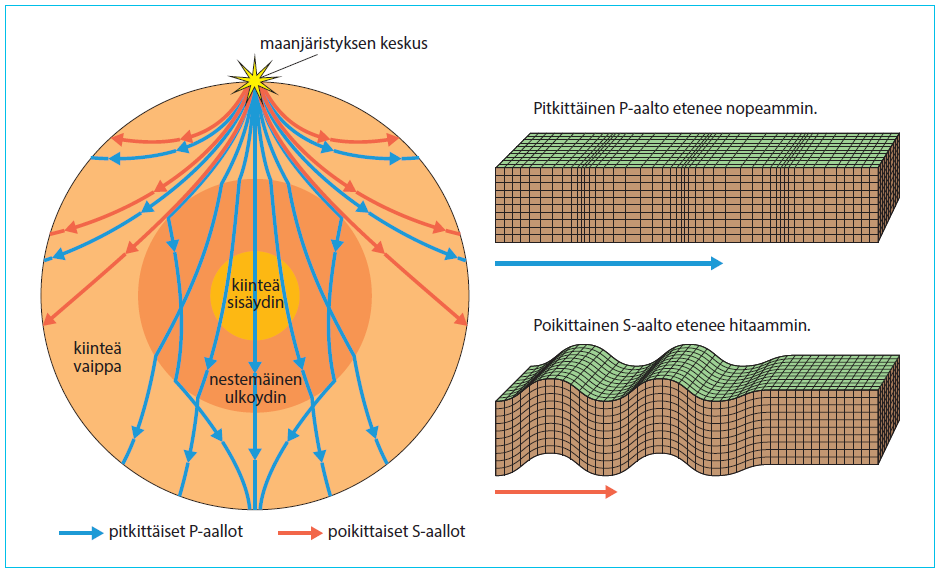 maanjäristyksen keskus
kiinteä
sisäydin
kiinteä
vaippa
nestemäinen
ulkoydin
pitkittäiset P-aallot
poikittaiset S-aallot
Pitkittäinen P-aalto etenee nopeammin.
Poikittainen S-aalto etenee hitaammin.